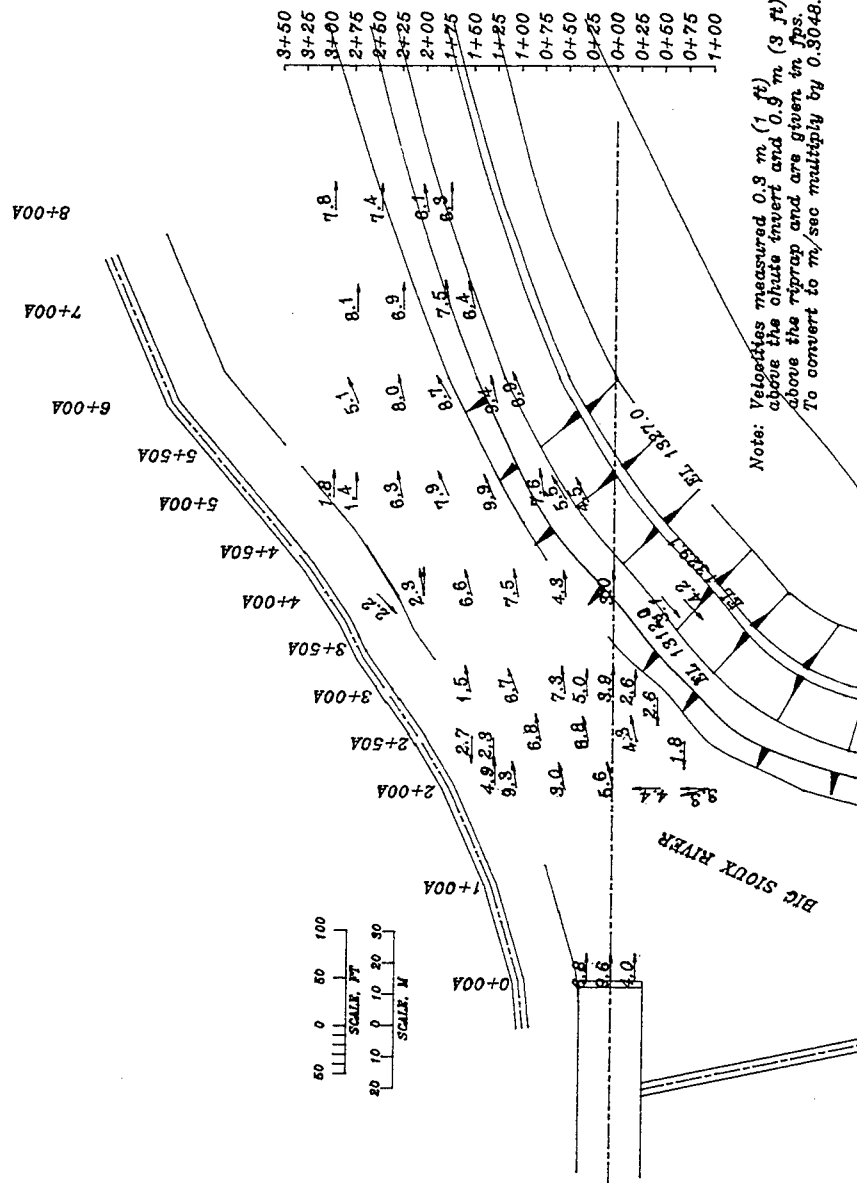 3+50
3+25
3+00
2+75
2+50
2+25
2+00
1+75
1+50
1+25
1+00
0+75
0+50
0+25
0+00
0+25
0+50
0+75
1+00
8+00A
7+00A
6+00A
5+50A
5+00A
4+50A
4+00A
3+50A
3+00A
2+50A
2+00A
1+00A
0+00A
7.8
7.4
6.1
6.3
8.1
6.9
7.5
6.4
5.1
8.0
8.7
9.4
6.9
1.8
1.4
6.3
7.9
9.9
7.6
5.5
4.5
2.2
2.3
6.6
7.5
4.3
4.2
1.5
6.7
7.3
5.0
3.9
2.6
2.6
2.7
2.3
6.8
8.8
4.3
1.8
4.9
9.3
3.0
5.6
4.4
9.6
4.0
EL 1327.0
EL 1329.1
EL 1312.0
BIG SIOUX RIVER
50 0 50 100
SCALE, FT
20 10 0 10 20 30
SCALE, M
Note: Velocities measured 0.3 m (1 ft)
above the chute invert and 0.9 m (3 ft)
above the riprap and are given in fps.
To convert to m/sec multiply by 0.3048.